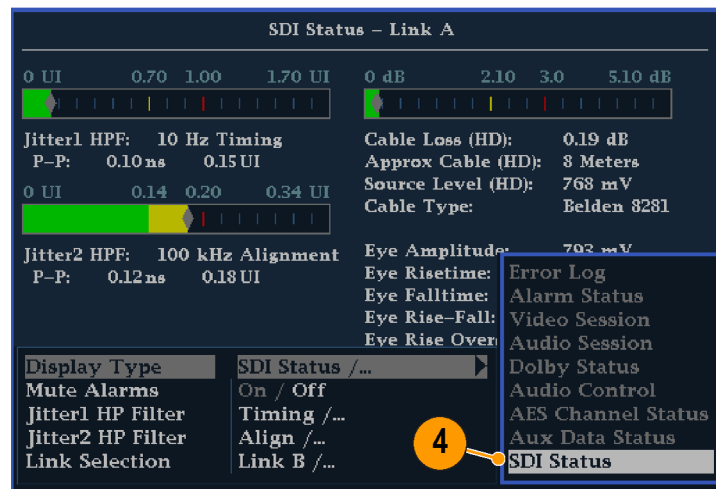 SDI Status – Link A
0 UI 0.70 1.00 1.70 UI
Jitter1 HPF: 10 Hz Timing
P–P: 0.10 ns 0.15 UI
0 UI 0.14 0.20 0.34 UI
Jitter2 HPF: 100 kHz Alignment
P–P: 0.12 ns 0.18 UI
0 dB 2.10 3.0 5.10 dB
Cable Loss (HD): 0.19 dB
Approx Cable (HD): 8 Meters
Source Level (HD): 768 mV
Cable Type: Belden 8281
Eye Amplitude: 793 mV
Eye Risetime:
Eye Falltime:
Eye Rise–Fall:
Eye Rise Over
Display Type SDI Status /...
Mute Alarms On / Off
Jitter1 HP Filter Timing /...
Jitter2 HP Filter Align /...
Link Selection Link B /...
Error Log
Alarm Status
Video Session
Audio Session
Dolby Status
Audio Control
AES Channel Status
Aux Data Status
SDI Status
4